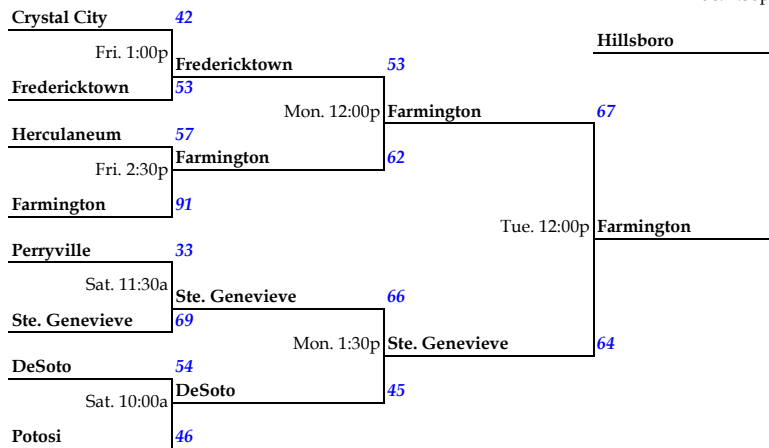 Crystal City 42
Hillsboro
Fri. 1:00p
Fredericktown 53
Fredericktown 53
Mon. 12:00p Farmington 67
Herculaneum 57
Farmington 62
Fri. 2:30p
Farmington 91
Tue. 12:00p Farmington
Perryville 33
Sat. 11:30a
Ste. Genevieve 66
Ste. Genevieve 69
Mon. 1:30p Ste. Genevieve 64
DeSoto 54
DeSoto 45
Sat. 10:00a
Potosi 46